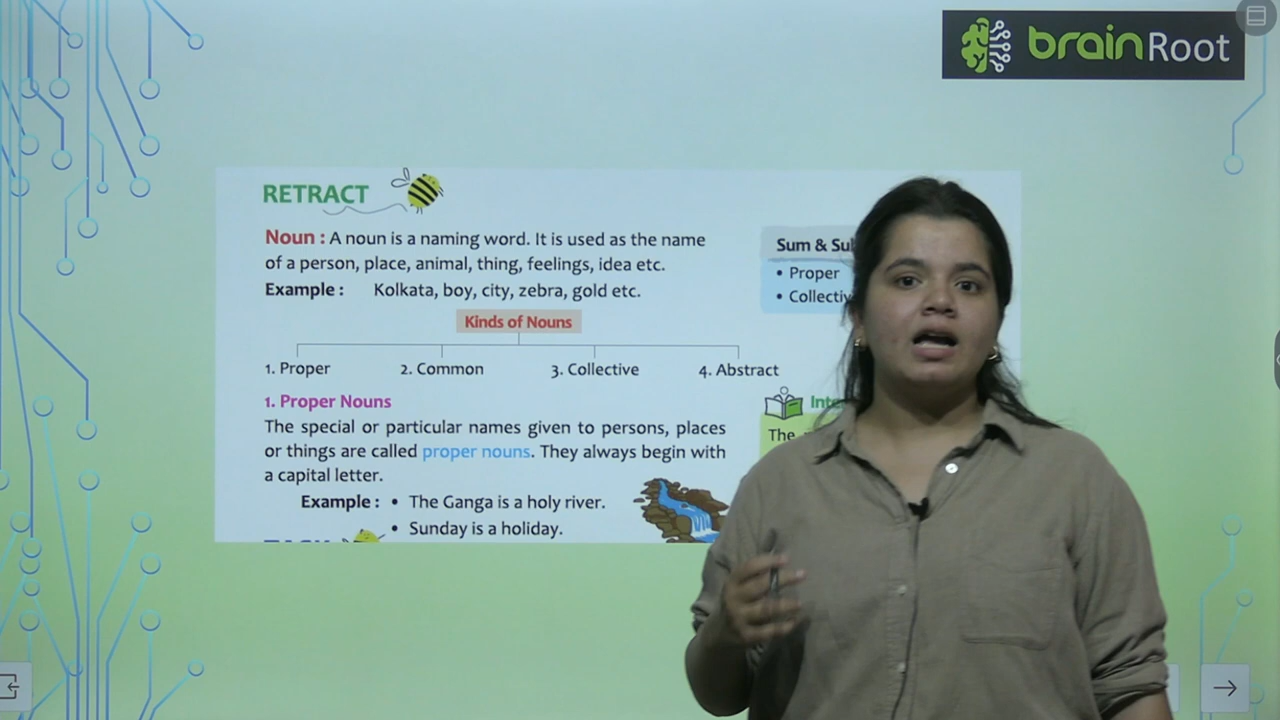 brainRoot
RETRACT
Noun : A noun is a naming word. It is used as the name
of a person, place, animal, thing, feelings, idea etc.
Example : Kolkata, boy, city, zebra, gold etc.
Kinds of Nouns
1. Proper 2. Common 3. Collective 4. Abstract
1. Proper Nouns
The special or particular names given to persons, places
or things are called proper nouns. They always begin with
a capital letter.
Example : • The Ganga is a holy river.
• Sunday is a holiday.
Sum &
• Proper
•
The